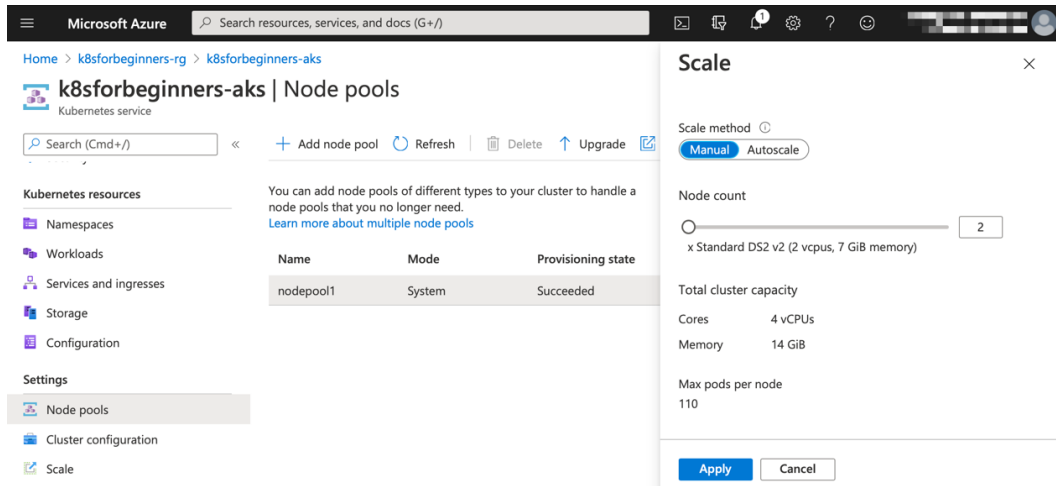 Microsoft Azure
Search resources, services, and docs (G+/)
1
Home > k8sforbeginners-rg > k8sforbeginners-aks
k8sforbeginners-aks | Node pools
Kubernetes service
Search (Cmd+/)
«
Add node pool
Refresh
Delete
Upgrade
Kubernetes resources
Namespaces
Workloads
Services and ingresses
Storage
Configuration
Settings
Node pools
Cluster configuration
Scale
You can add node pools of different types to your cluster to handle a
node pools that you no longer need.
Learn more about multiple node pools
Name Mode Provisioning state
nodepool1 System Succeeded
Scale
Scale method
Manual Autoscale
Node count
2
x Standard DS2 v2 (2 vcpus, 7 GiB memory)
Total cluster capacity
Cores 4 vCPUs
Memory 14 GiB
Max pods per node
110
Apply Cancel